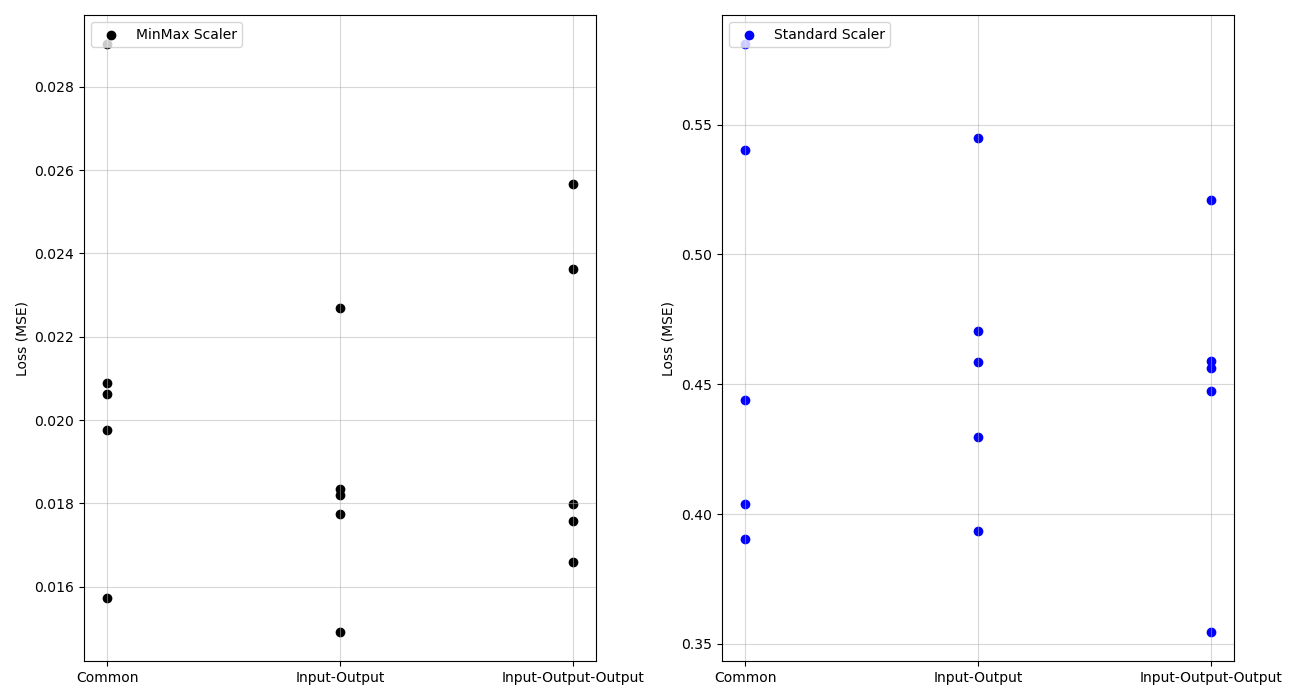 MinMax Scaler
0.028
0.026
0.024
0.022
0.020
0.018
0.016
Loss (MSE)
Common
Input-Output
Input-Output-Output
Standard Scaler
0.55
0.50
0.45
0.40
0.35
Loss (MSE)
Common
Input-Output
Input-Output-Output